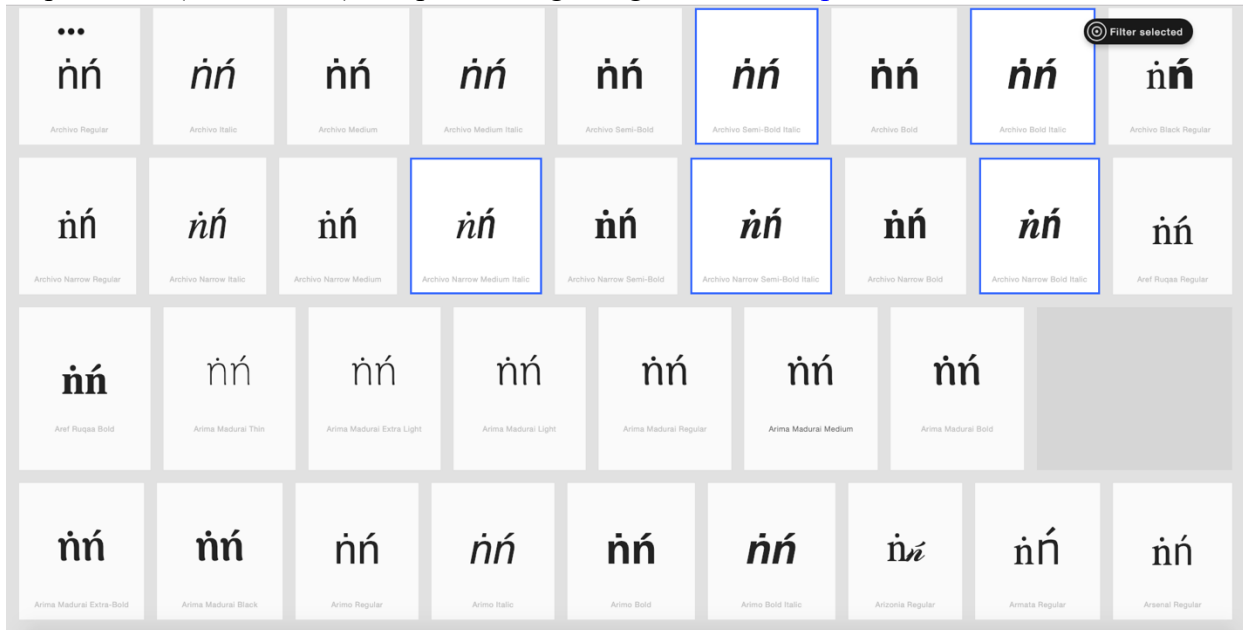 Filter selected
ṅń ṅń ṅń ṅń ṅń ṅń ṅń ṅń ṅń
Archivo Regular Archivo Italic Archivo Medium Archivo Medium Italic Archivo Semi-Bold Archivo Semi-Bold Italic Archivo Bold Archivo Bold Italic Archivo Black Regular
ṅń ṅń ṅń ṅń ṅń ṅń ṅń ṅń ṅń
Archivo Narrow Regular Archivo Narrow Italic Archivo Narrow Medium Archivo Narrow Medium Italic Archivo Narrow Semi-Bold Archivo Narrow Semi-Bold Italic Archivo Narrow Bold Archivo Narrow Bold Italic Aref Ruqaa Regular
ṅń ṅń ṅń ṅń ṅń ṅń ṅń
Aref Ruqaa Bold Arima Madurai Thin Arima Madurai Extra Light Arima Madurai Light Arima Madurai Regular Arima Madurai Medium Arima Madurai Bold
ṅń ṅń ṅń ṅń ṅń ṅń ṅń ṅń ṅń
Arima Madurai Extra-Bold Arima Madurai Black Arimo Regular Arimo Italic Arimo Bold Arimo Bold Italic Arizonia Regular Armata Regular Arsenal Regular